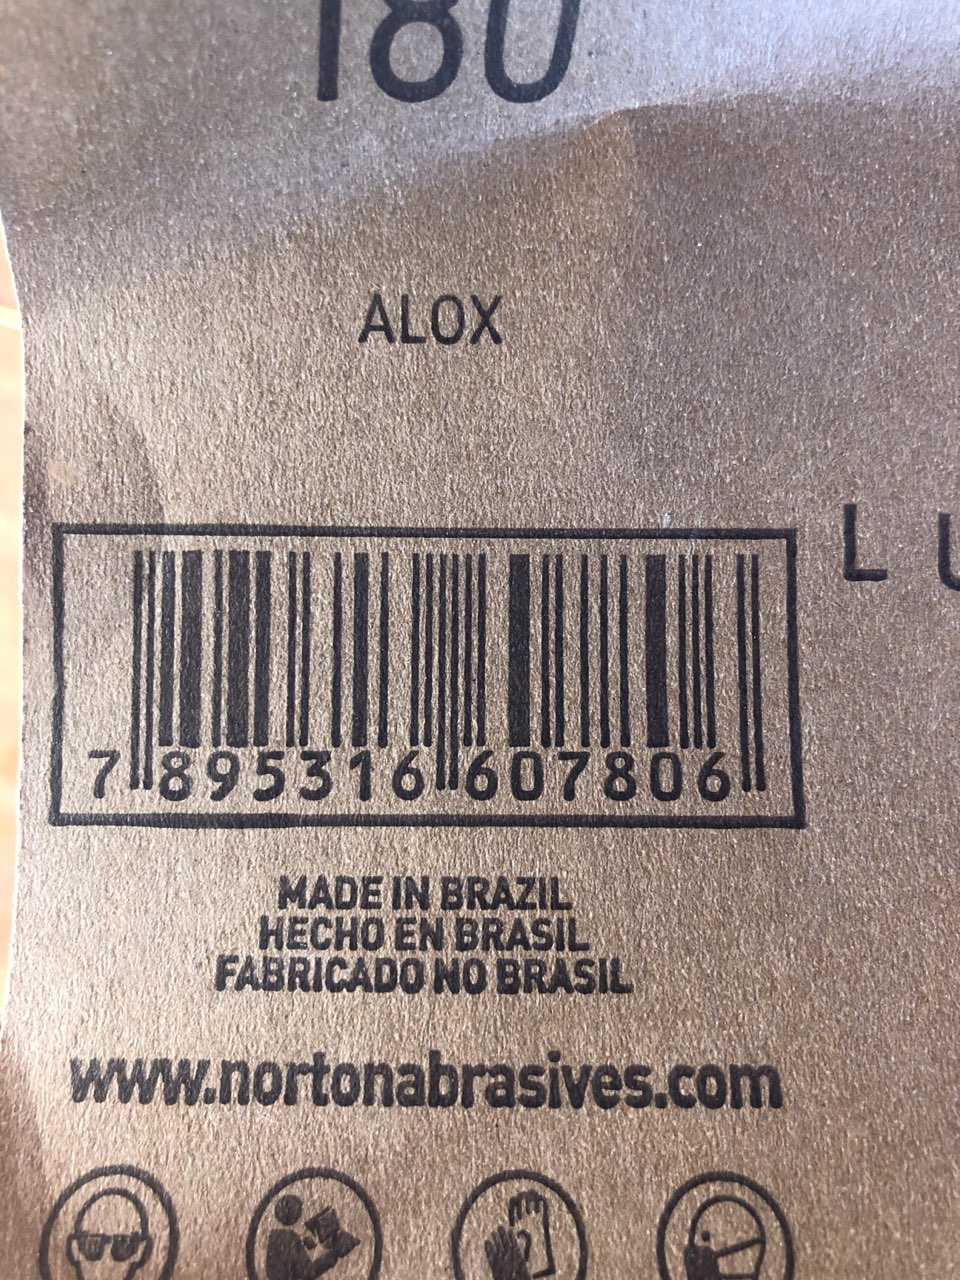 180
ALOX
L
7 895316 607806
MADE IN BRAZIL
HECHO EN BRASIL
FABRICADO NO BRASIL
www.nortonabrasives.com